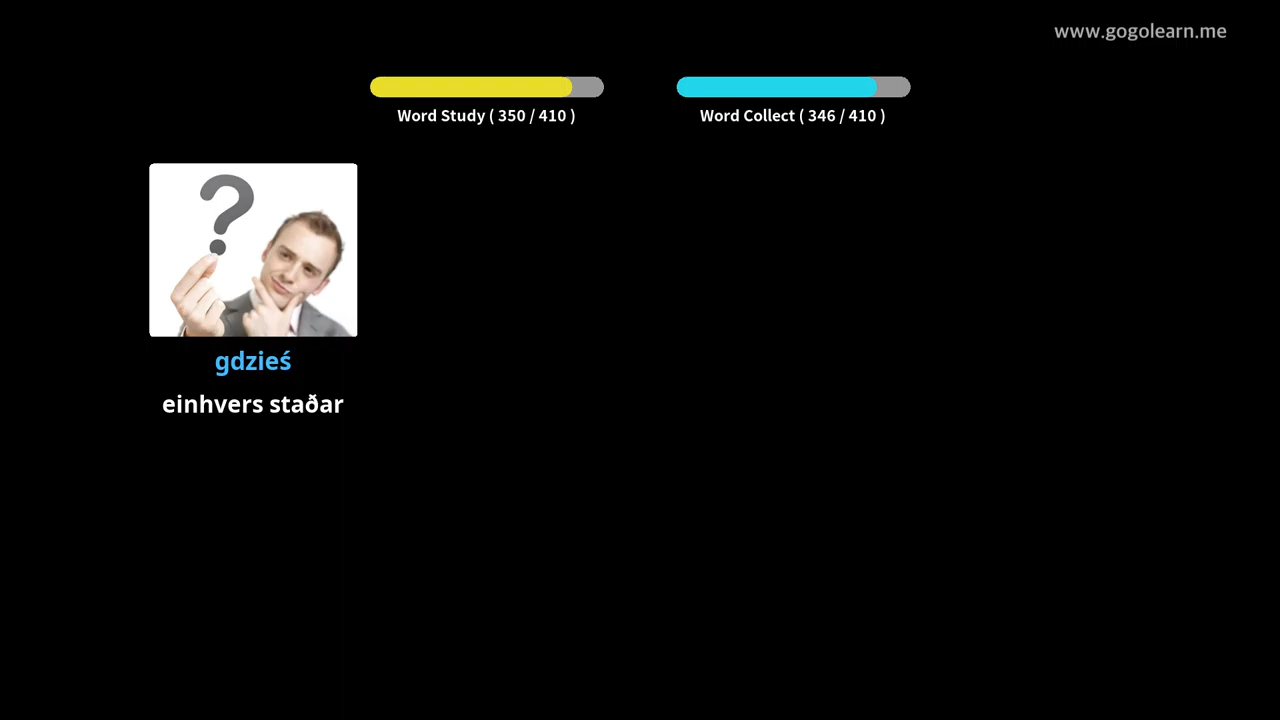 www.gogolearn.me
Word Study ( 350 / 410 )
Word Collect ( 346 / 410 )
?
gdzieś
einhvers staðar